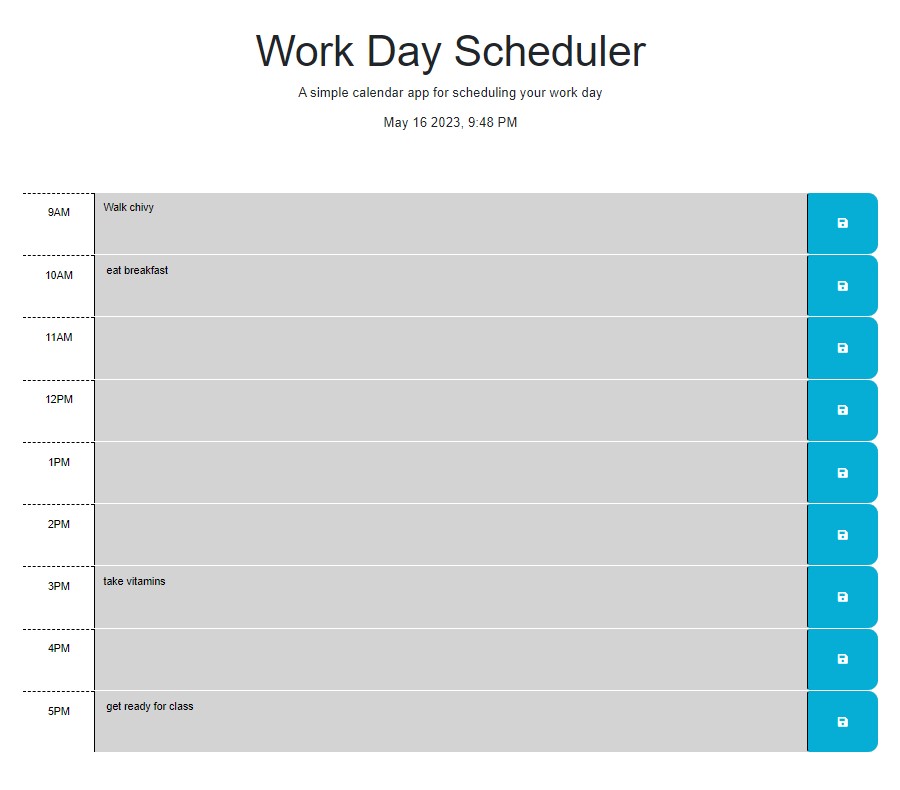 Work Day Scheduler
A simple calendar app for scheduling your work day
May 16 2023, 9:48 PM
9AM Walk chivy
10AM eat breakfast
11AM
12PM
1PM
2PM
3PM take vitamins
4PM
5PM get ready for class